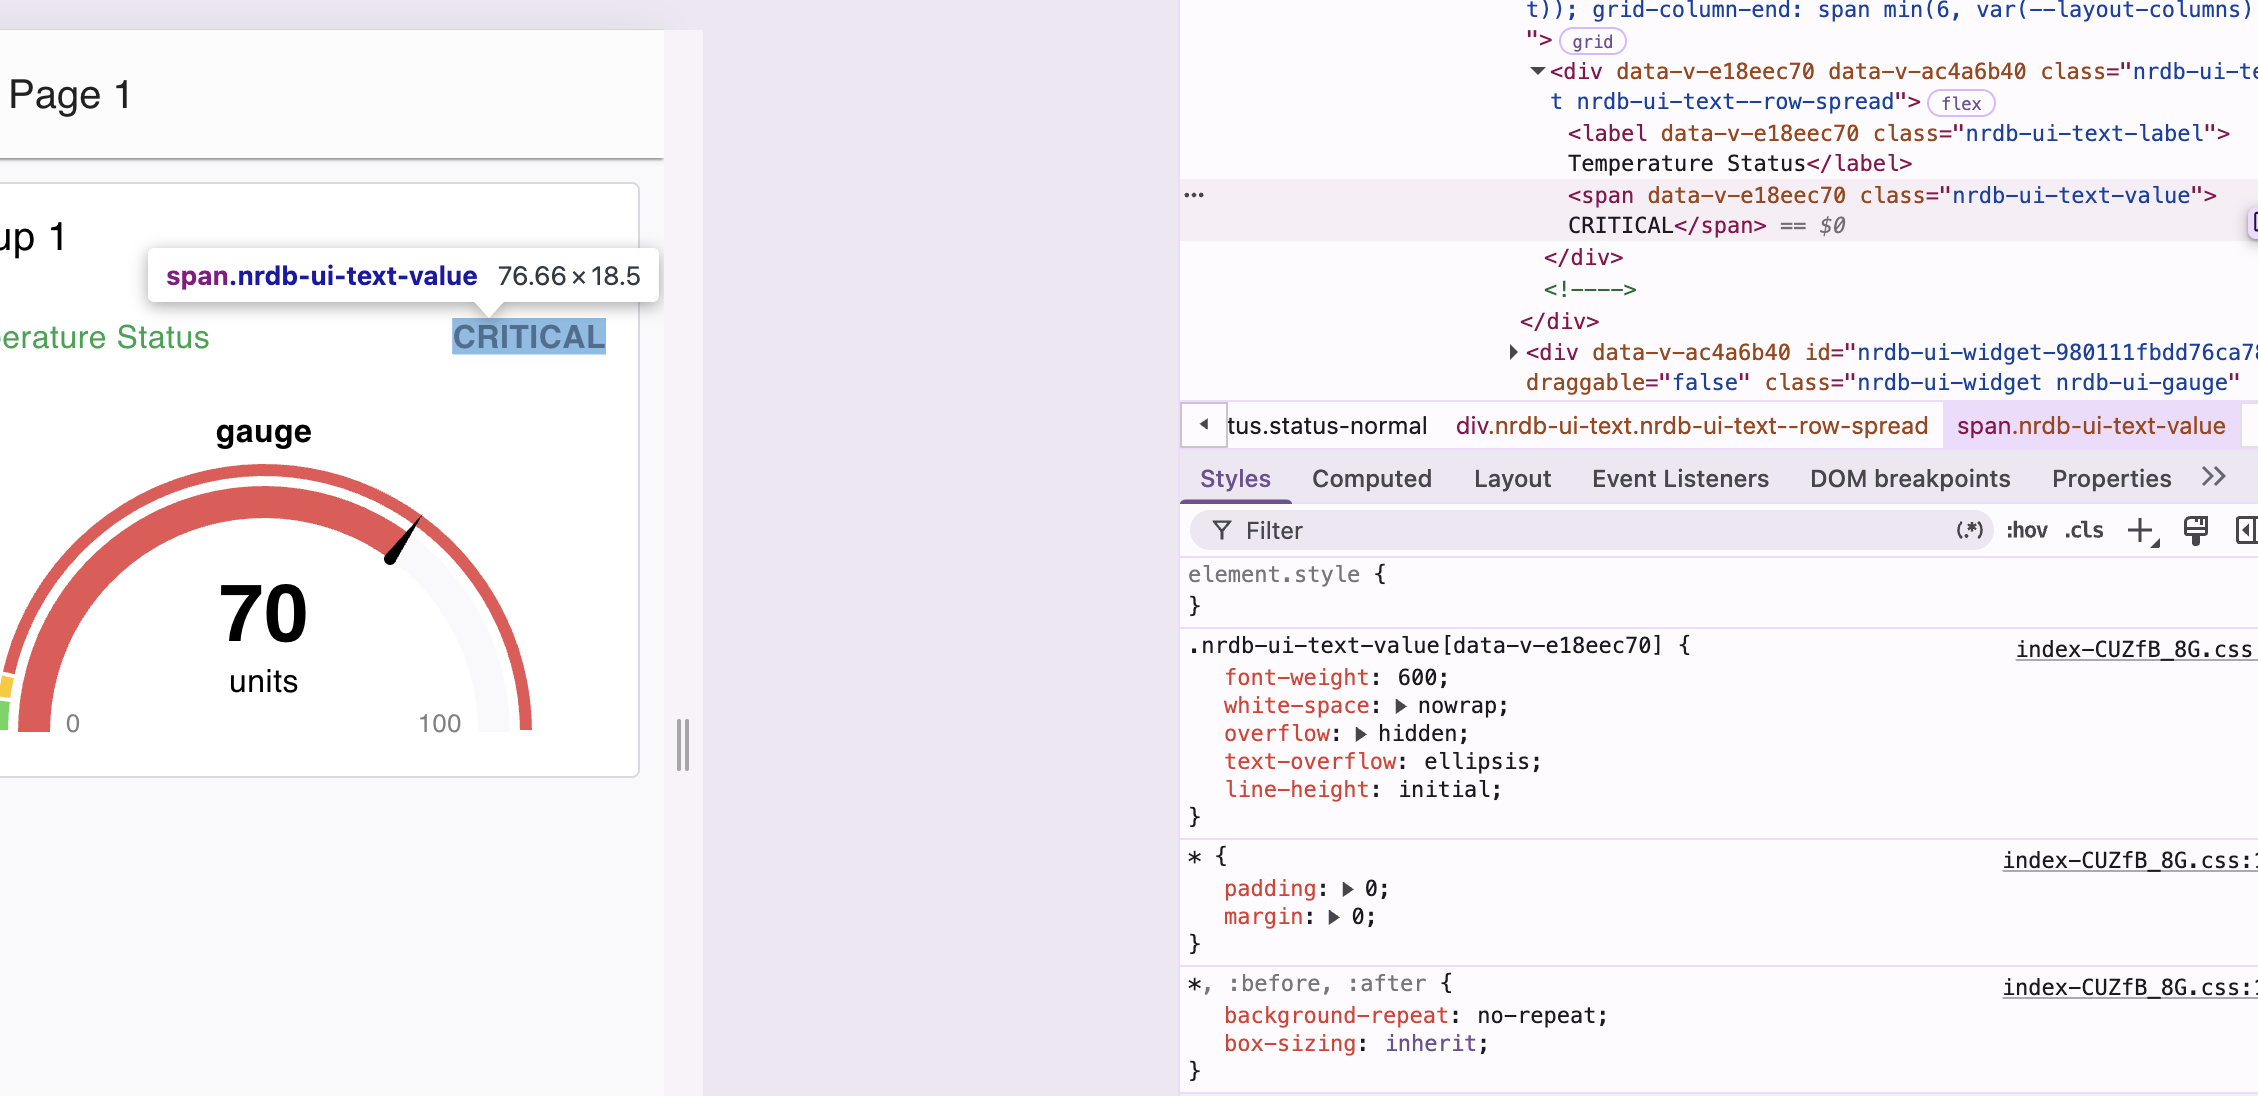 Page 1
up 1
span.nrdb-ui-text-value 76.66 × 18.5
erature Status CRITICAL
gauge
70
units
0 100
t)); grid-column-end: span min(6, var(--layout-columns)
"> grid
<div data-v-e18eec70 data-v-ac4a6b40 class="nrdb-ui-te
t nrdb-ui-text--row-spread"> flex
<label data-v-e18eec70 class="nrdb-ui-text-label">
Temperature Status</label>
<span data-v-e18eec70 class="nrdb-ui-text-value">
CRITICAL</span> == $0
</div>
<!---->
</div>
<div data-v-ac4a6b40 id="nrdb-ui-widget-980111fbdd76ca78
draggable="false" class="nrdb-ui-widget nrdb-ui-gauge"
tus.status-normal div.nrdb-ui-text.nrdb-ui-text--row-spread span.nrdb-ui-text-value
Styles Computed Layout Event Listeners DOM breakpoints Properties
Filter (.*) :hov .cls
element.style {
}
.nrdb-ui-text-value[data-v-e18eec70] { index-CUZfB_8G.css
font-weight: 600;
white-space: nowrap;
overflow: hidden;
text-overflow: ellipsis;
line-height: initial;
}
* { index-CUZfB_8G.css:1
padding: 0;
margin: 0;
}
*, :before, :after { index-CUZfB_8G.css:1
background-repeat: no-repeat;
box-sizing: inherit;
}